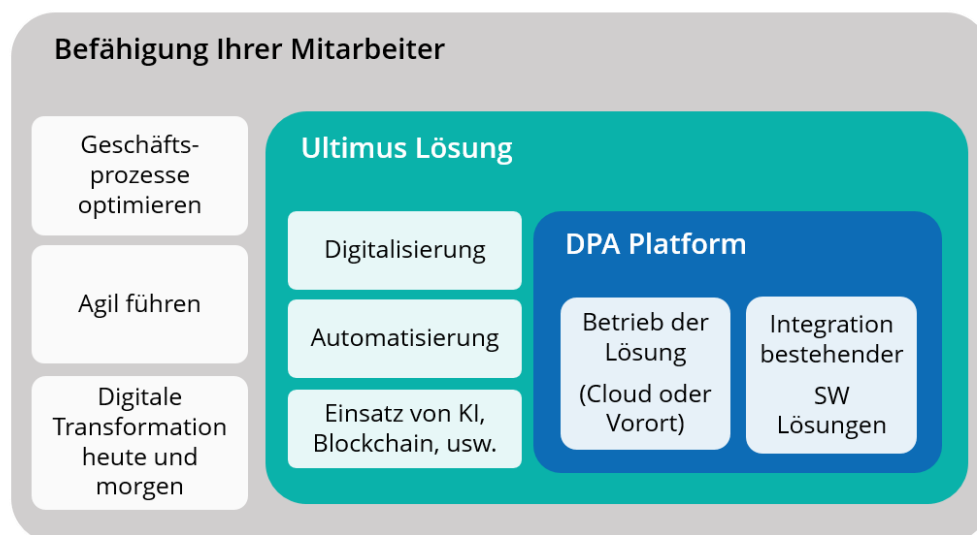 Befähigung Ihrer Mitarbeiter
Geschäfts-
prozesse
optimieren
Agil führen
Digitale
Transformation
heute und
morgen
Ultimus Lösung
Digitalisierung
Automatisierung
Einsatz von KI,
Blockchain, usw.
DPA Platform
Betrieb der
Lösung
(Cloud oder
Vorort)
Integration
bestehender
SW
Lösungen